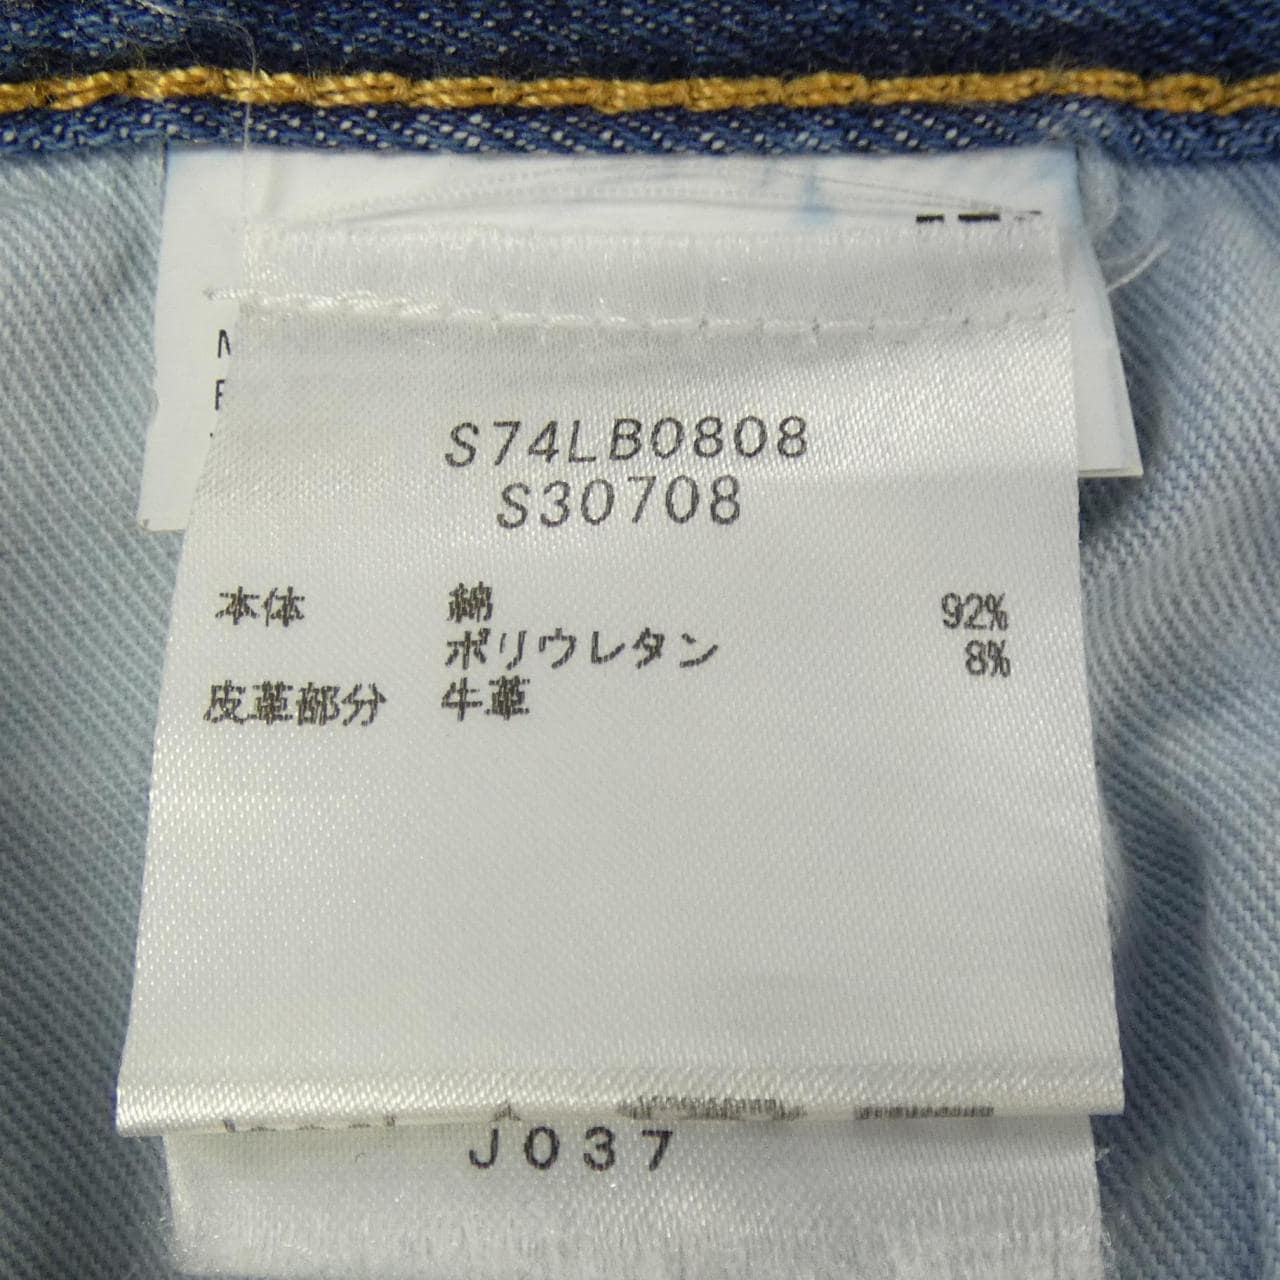 S74LB0808
S30708
本体 綿 92%
ポリウレタン 8%
皮革部分 牛革
J037